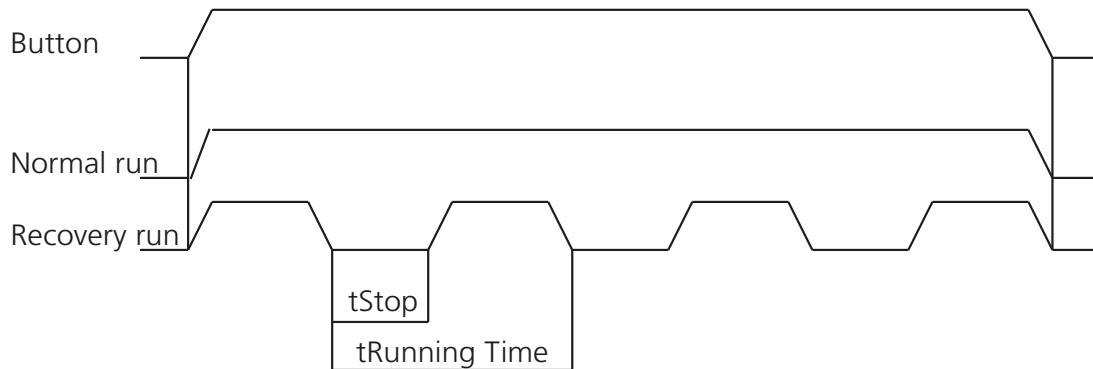 Button
Normal run
Recovery run
tStop
tRunning Time